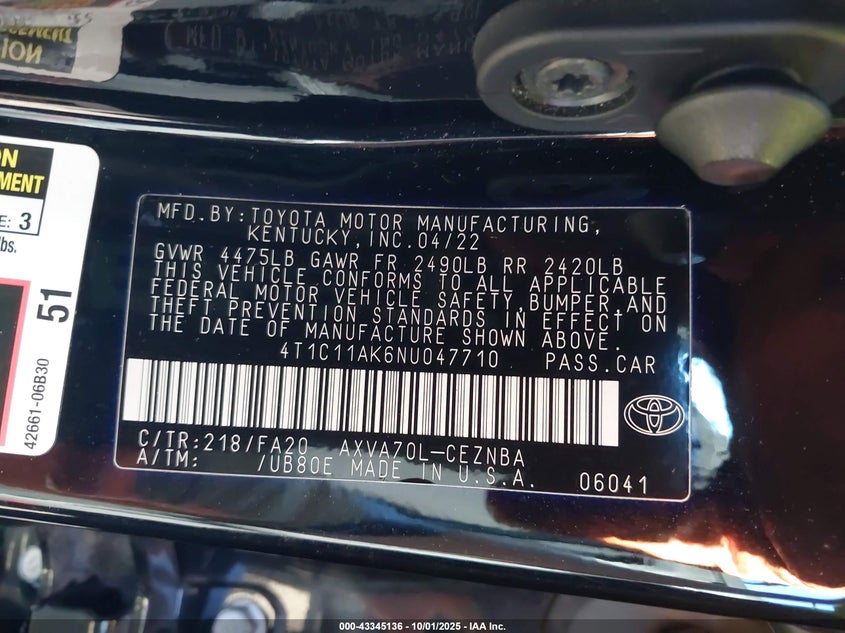 ION
ON
MENT
E: 3
lbs.
51
42661-06B30
MFD.BY:TOYOTA MOTOR MANUFACTURING,
KENTUCKY,INC.04/22
GVWR 4475LB GAWR FR 2490LB RR 2420LB
THIS VEHICLE CONFORMS TO ALL APPLICABLE
FEDERAL MOTOR VEHICLE SAFETY,BUMPER,AND
THEFT PREVENTION STANDARDS IN EFFECT ON
THE DATE OF MANUFACTURE SHOWN ABOVE.
4T1C11AK6NU047710 PASS.CAR
C/TR:218/FA20 AXVA70L-CEZNBA
A/TM: /UB80E MADE IN U.S.A. 06041
000-43345136 - 10/01/2025 - IAA Inc.